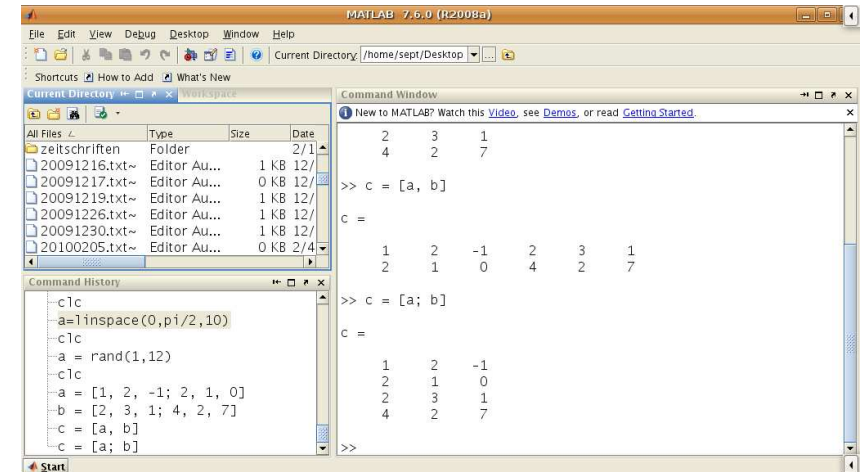 MATLAB 7.6.0 (R2008a)
File Edit View Debug Desktop Window Help
Current Directory: /home/sept/Desktop ...
Shortcuts How to Add What's New
Current Directory Workspace
All Files Type Size Date
zeitschriften Folder 2/1
20091216.txt~ Editor Au... 1 KB 12/
20091217.txt~ Editor Au... 0 KB 12/
20091219.txt~ Editor Au... 1 KB 12/
20091226.txt~ Editor Au... 1 KB 12/
20091230.txt~ Editor Au... 1 KB 12/
20100205.txt~ Editor Au... 0 KB 2/4
Command History
clc
a=linspace(0,pi/2,10)
clc
a = rand(1,12)
clc
a = [1, 2, -1; 2, 1, 0]
b = [2, 3, 1; 4, 2, 7]
c = [a, b]
c = [a; b]
Command Window
New to MATLAB? Watch this Video, see Demos, or read Getting Started.
2 3 1
4 2 7
>> c = [a, b]
c =
1 2 -1 2 3 1
2 1 0 4 2 7
>> c = [a; b]
c =
1 2 -1
2 1 0
2 3 1
4 2 7
>>
Start